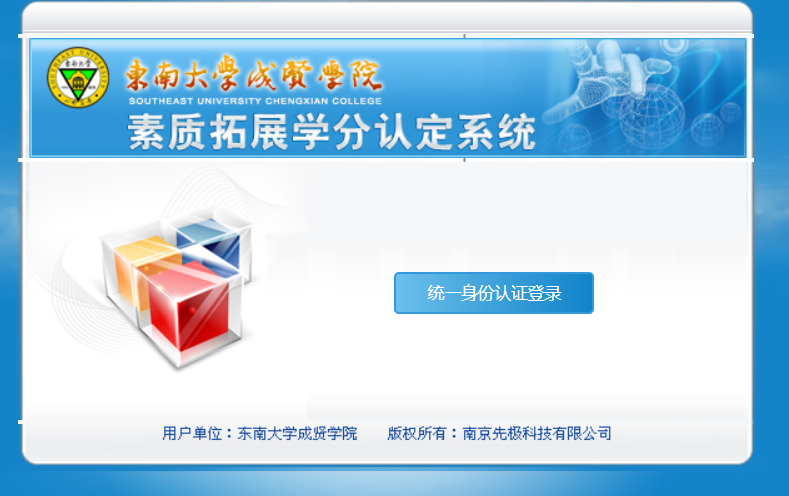 東南大學成賢學院
SOUTHEAST UNIVERSITY CHENGXIAN COLLEGE
素质拓展学分认定系统
统一身份认证登录
用户单位：东南大学成贤学院 版权所有：南京先极科技有限公司